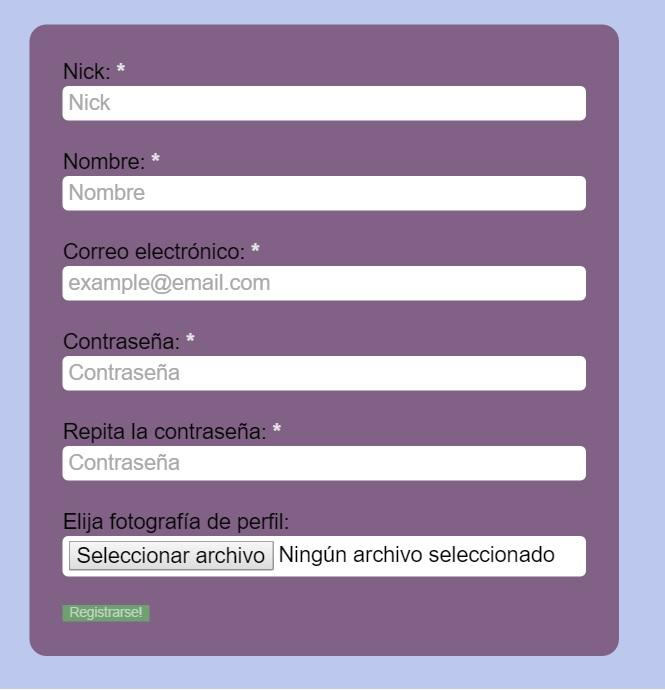 Nick: *
Nick
Nombre: *
Nombre
Correo electrónico: *
example@email.com
Contraseña: *
Contraseña
Repita la contraseña: *
Contraseña
Elija fotografía de perfil:
Seleccionar archivo Ningún archivo seleccionado
Registrarse!